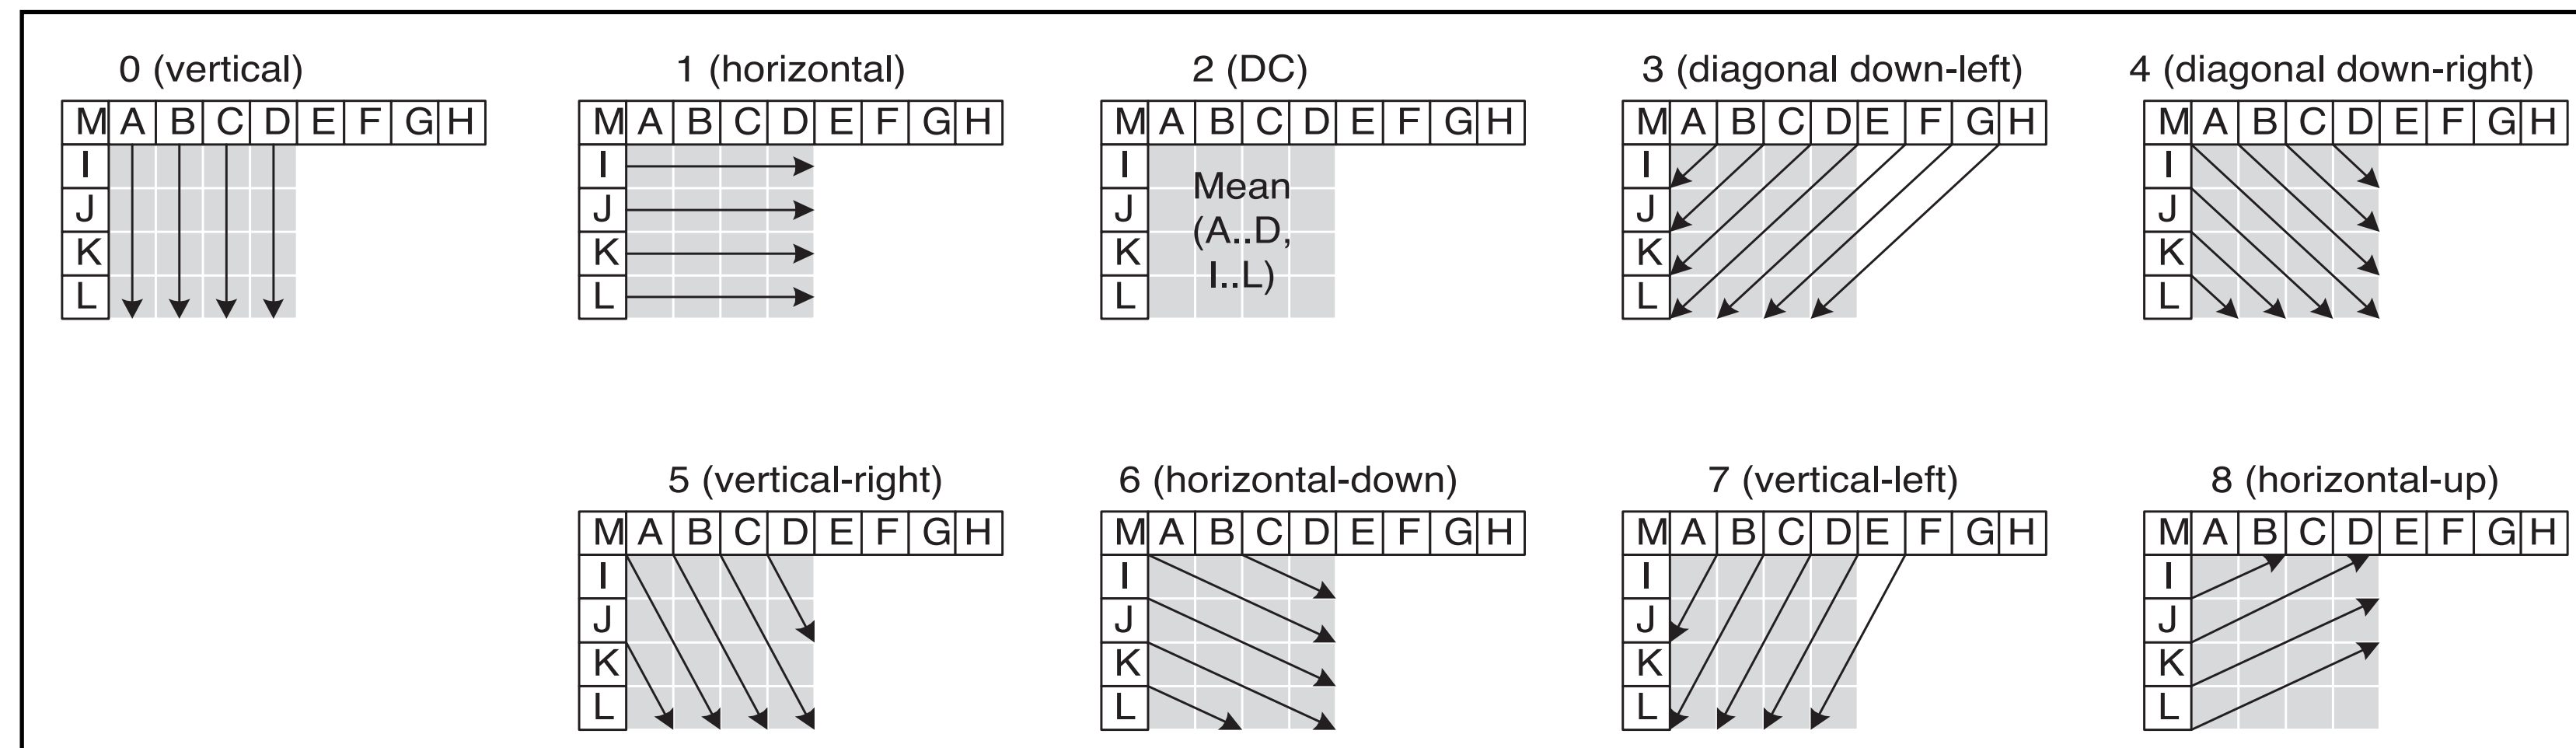 0 (vertical) 1 (horizontal) 2 (DC) 3 (diagonal down-left) 4 (diagonal down-right)
M A B C D E F G H M A B C D E F G H M A B C D E F G H M A B C D E F G H M A B C D E F G H
I I I I I
Mean
J J J J J
(A..D,
K K K K K
I..L)
L L L L L
5 (vertical-right) 6 (horizontal-down) 7 (vertical-left) 8 (horizontal-up)
M A B C D E F G H M A B C D E F G H M A B C D E F G H M A B C D E F G H
I I I I
J J J J
K K K K
L L L L